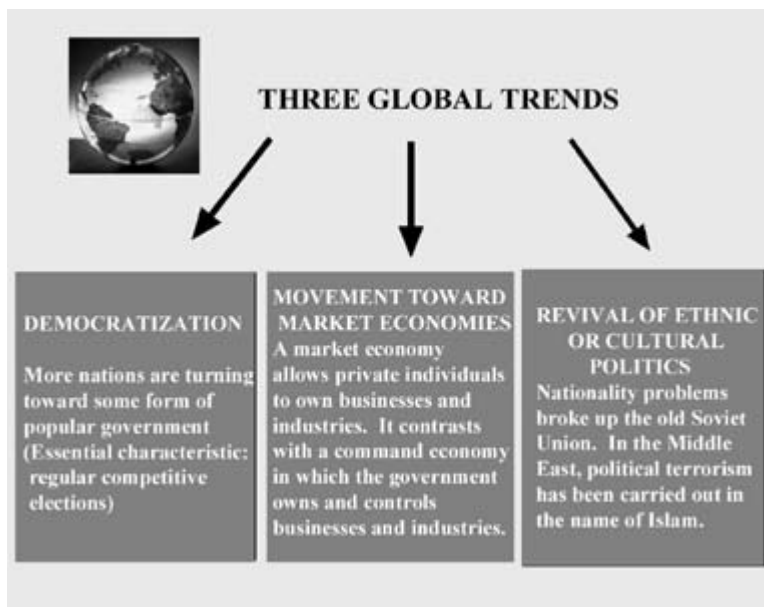 THREE GLOBAL TRENDS
DEMOCRATIZATION
More nations are turning
toward some form of
popular government
(Essential characteristic:
regular competitive
elections)
MOVEMENT TOWARD
MARKET ECONOMIES
A market economy
allows private individuals
to own businesses and
industries. It contrasts
with a command economy
in which the government
owns and controls
businesses and industries.
REVIVAL OF ETHNIC
OR CULTURAL
POLITICS
Nationality problems
broke up the old Soviet
Union. In the Middle
East, political terrorism
has been carried out in
the name of Islam.